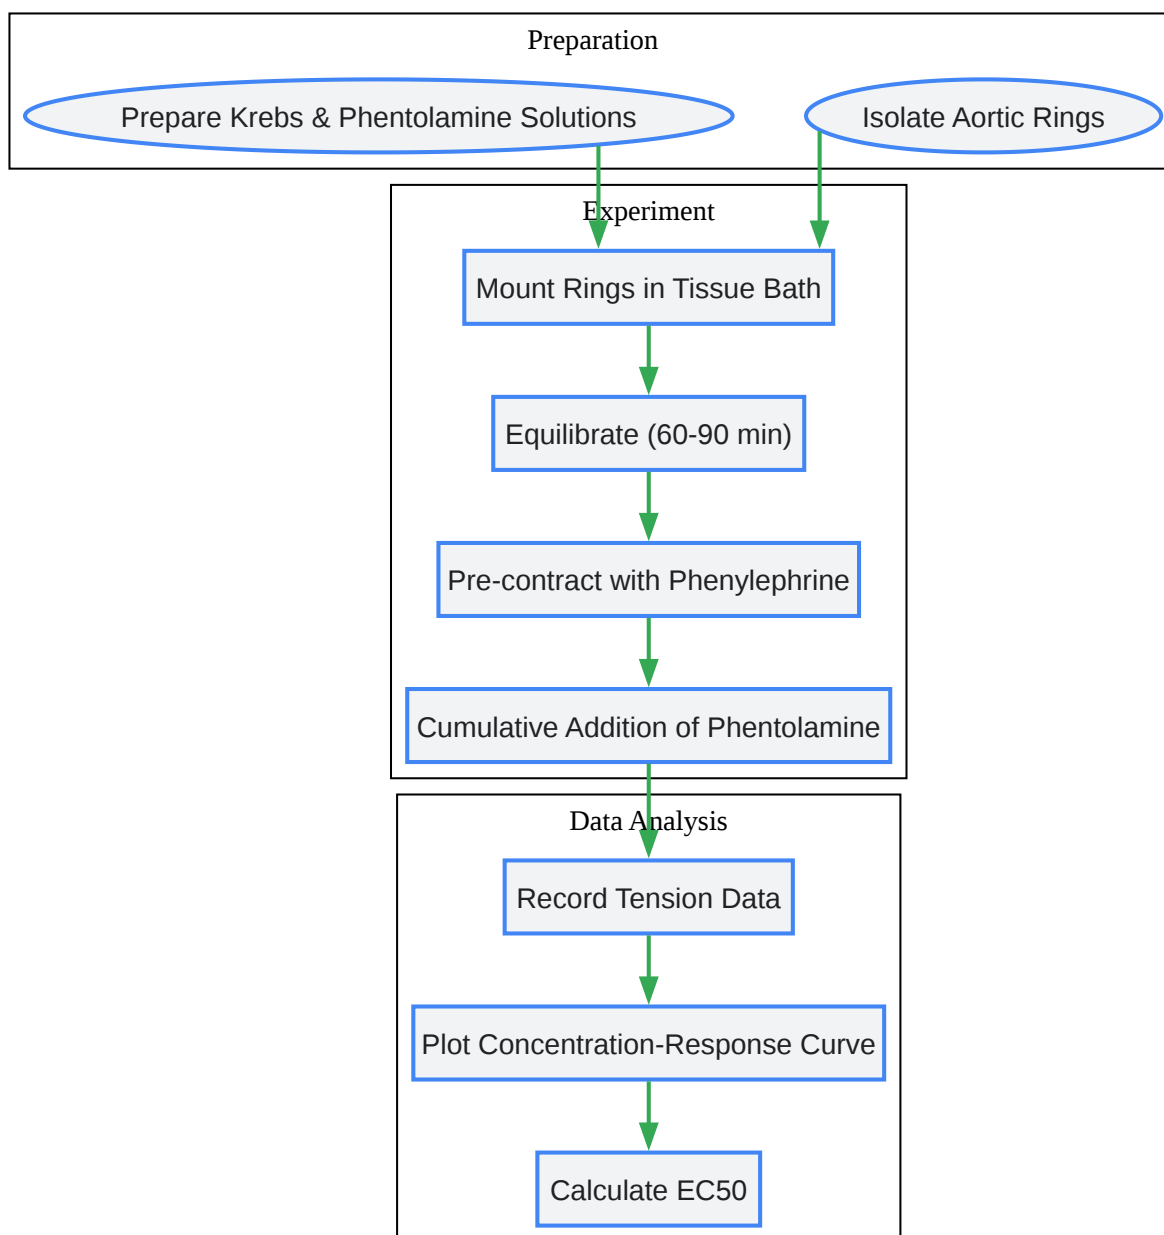 Preparation
Prepare Krebs & Phentolamine Solutions
Isolate Aortic Rings
Experiment
Mount Rings in Tissue Bath
Equilibrate (60-90 min)
Pre-contract with Phenylephrine
Cumulative Addition of Phentolamine
Data Analysis
Record Tension Data
Plot Concentration-Response Curve
Calculate EC50